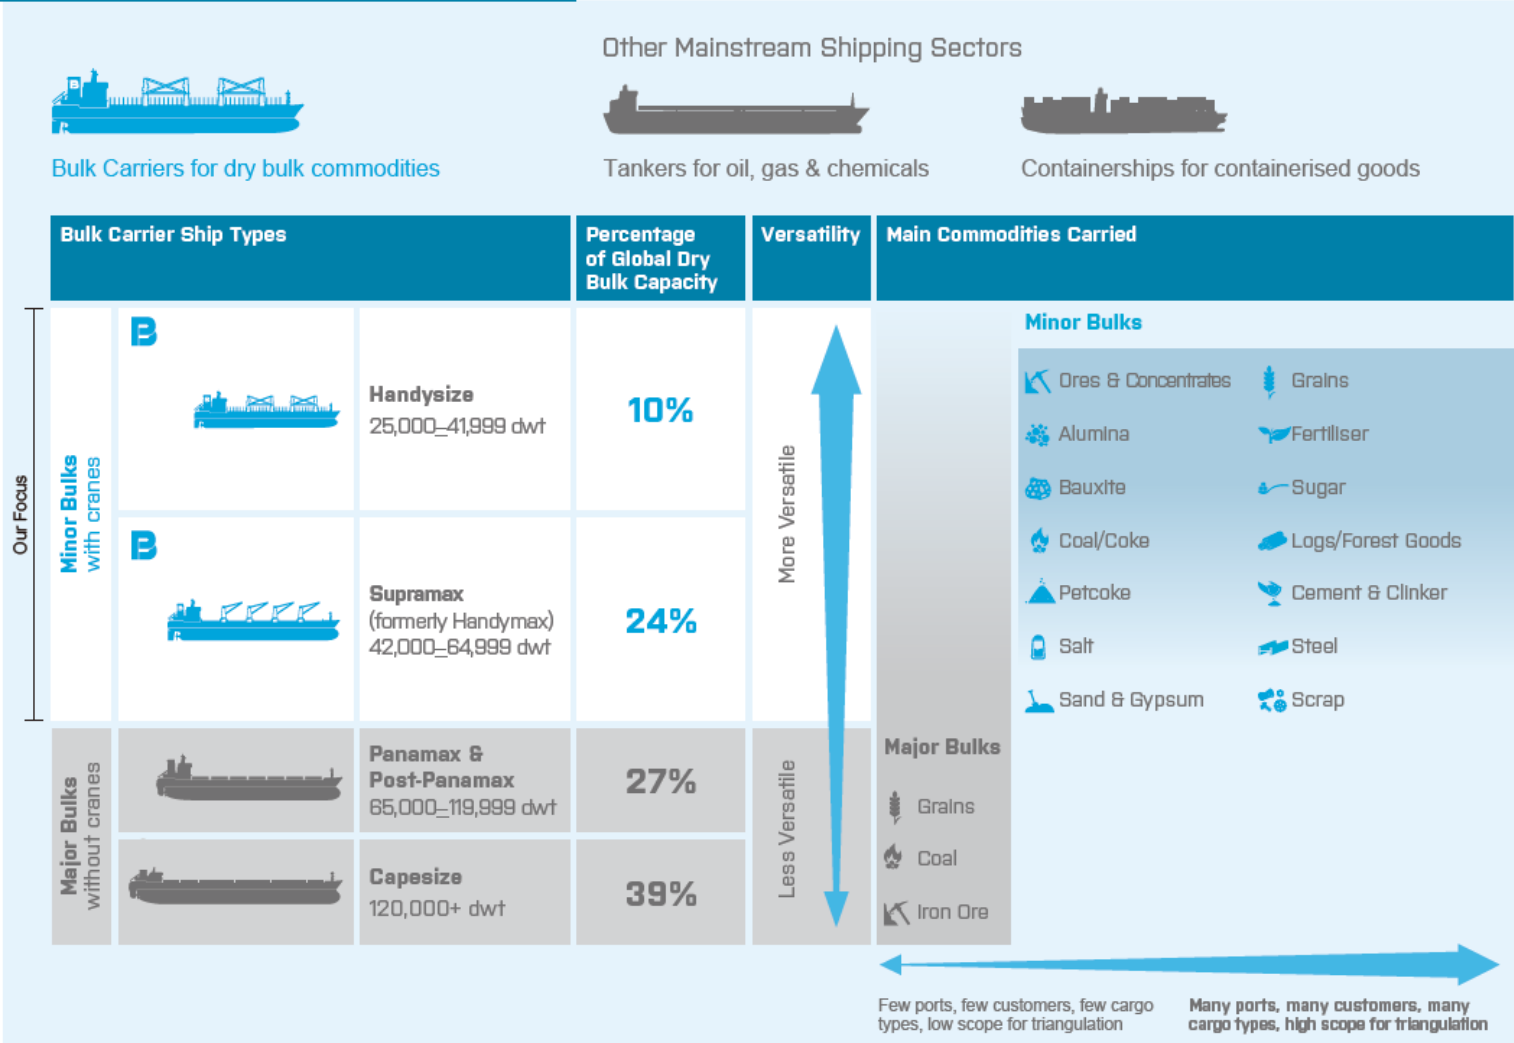 Other Mainstream Shipping Sectors
Bulk Carriers for dry bulk commodities
Tankers for oil, gas & chemicals
Containerships for containerised goods
Bulk Carrier Ship Types
Percentage
of Global Dry
Bulk Capacity
Versatility
Main Commodities Carried
Our Focus
Minor Bulks
with cranes
B
Handysize
25,000–41,999 dwt
10%
B
Supramax
(formerly Handymax)
42,000–64,999 dwt
24%
More Versatile
Major Bulks
without cranes
Panamax &
Post-Panamax
65,000–119,999 dwt
27%
Capesize
120,000+ dwt
39%
Less Versatile
Minor Bulks
Ores & Concentrates
Grains
Alumina
Fertiliser
Bauxite
Sugar
Coal/Coke
Logs/Forest Goods
Petcoke
Cement & Clinker
Salt
Steel
Sand & Gypsum
Scrap
Major Bulks
Grains
Coal
Iron Ore
Few ports, few customers, few cargo
types, low scope for triangulation
Many ports, many customers, many
cargo types, high scope for triangulation